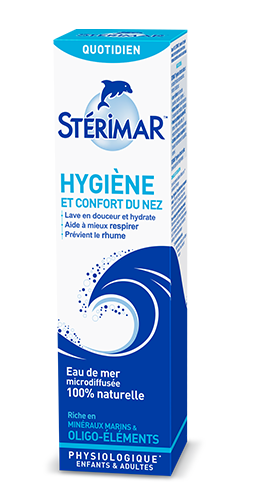 QUOTIDIEN
STĒRIMAR™
HYGIÈNE
ET CONFORT DU NEZ
Lave en douceur et hydrate
Aide à mieux respirer
Prévient le rhume
Eau de mer
microdiffusée
100% naturelle
Riche en
MINÉRAUX MARINS &
OLIGO-ÉLÉMENTS
PHYSIOLOGIQUE*
ENFANTS & ADULTES